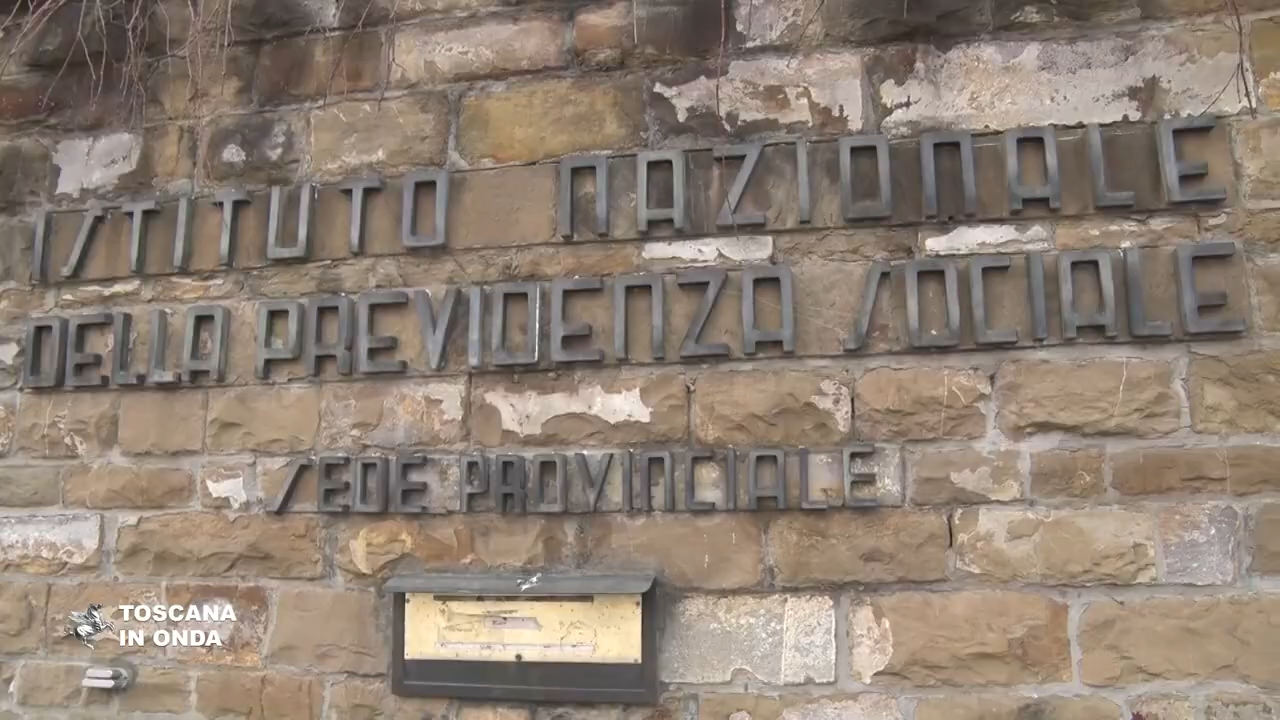 ISTITUTO NAZIONALE
DELLA PREVIDENZA SOCIALE
SEDE PROVINCIALE
TOSCANA
IN ONDA